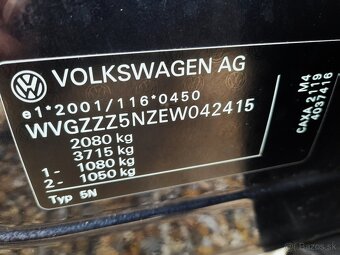 VOLKSWAGEN AG
e1*2001/116*0450
WVGZZZ5NZEW042415
2080 kg
3715 kg
1- 1080 kg
2- 1050 kg
Typ 5N
M4
CAXA 2119
4037416